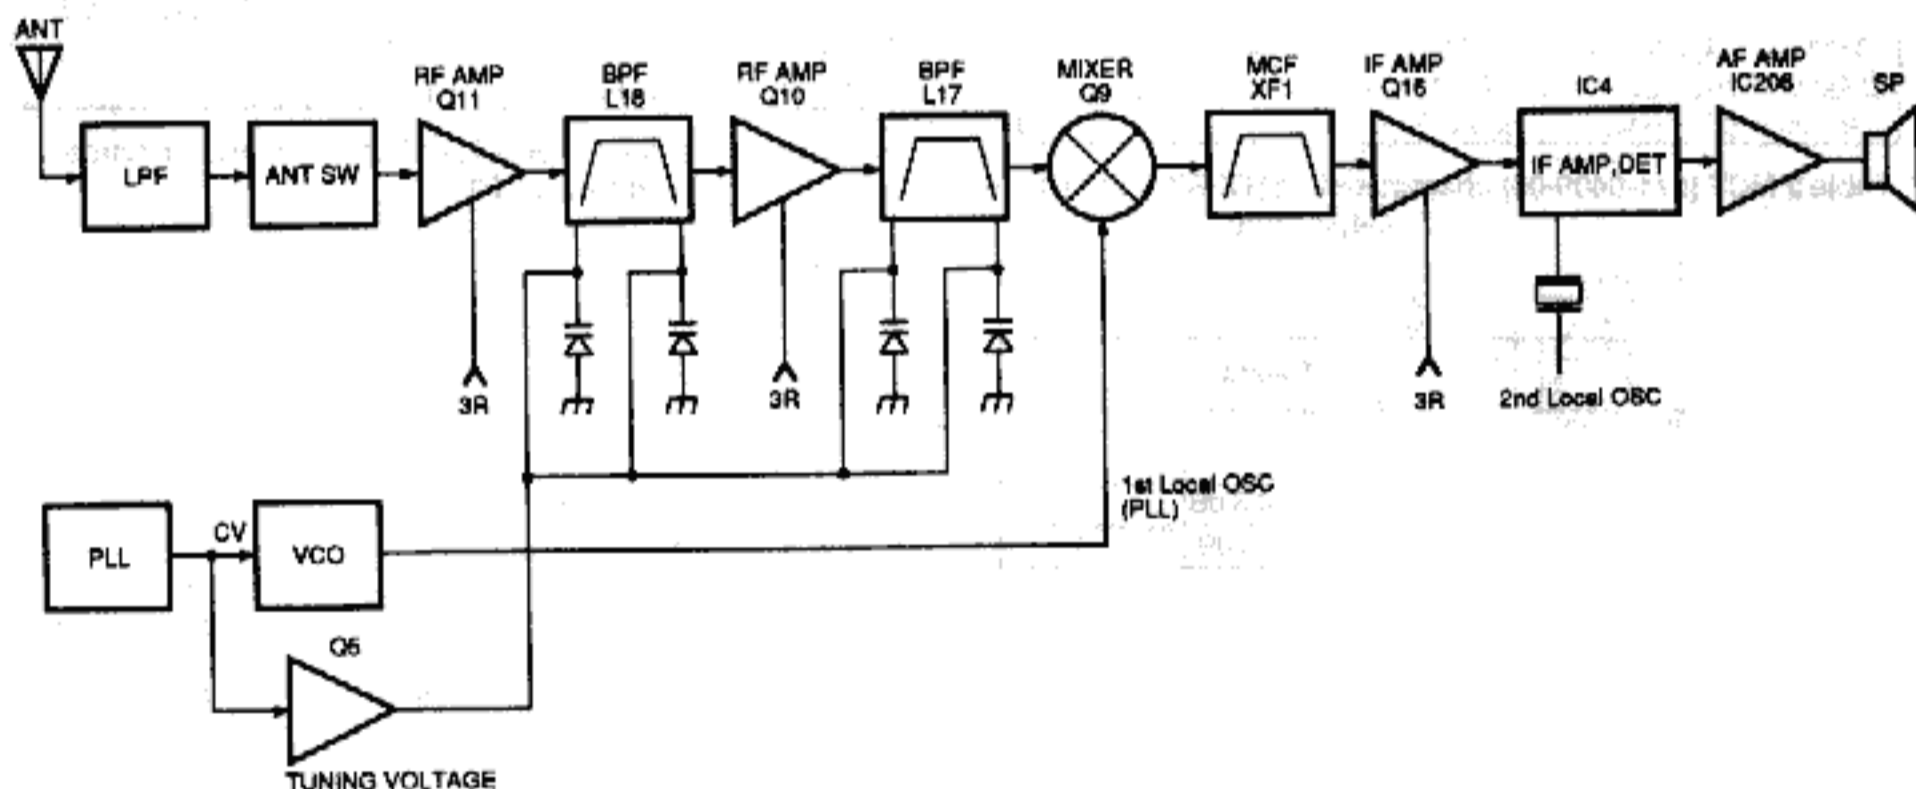 ANT
RF AMP
Q11
BPF
L18
RF AMP
Q10
BPF
L17
MIXER
Q9
MCF
XF1
IF AMP
Q16
IC4
AF AMP
IC206
SP
LPF
ANT SW
IF AMP,DET
3R
3R
3R
2nd Local OSC
1st Local OSC
(PLL)
PLL
CV
VCO
Q5
TUNING VOLTAGE